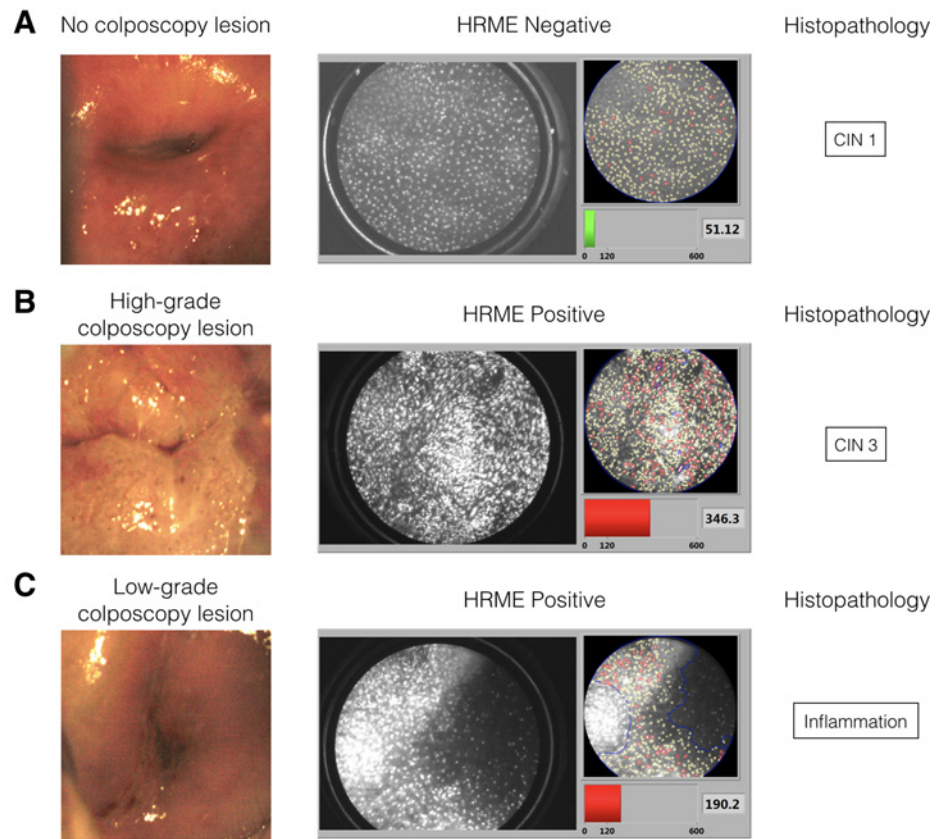 A
No colposcopy lesion
HRME Negative
Histopathology
51.12
0 120 600
CIN 1
B
High-grade
colposcopy lesion
HRME Positive
Histopathology
346.3
0 120 600
CIN 3
C
Low-grade
colposcopy lesion
HRME Positive
Histopathology
190.2
0 120 600
Inflammation